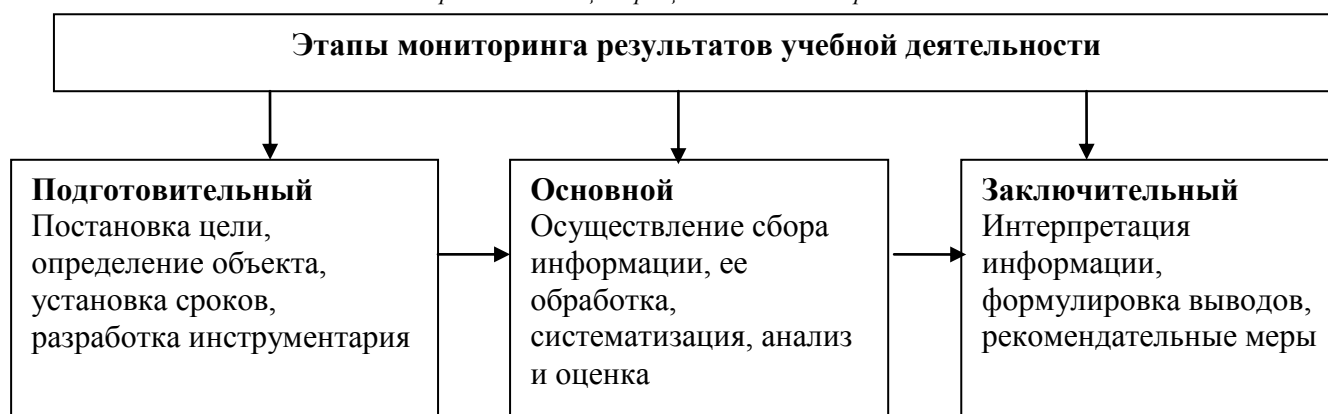 Этапы мониторинга результатов учебной деятельности
Подготовительный
Постановка цели,
определение объекта,
установка сроков,
разработка инструментария
Основной
Осуществление сбора
информации, ее
обработка,
систематизация, анализ
и оценка
Заключительный
Интерпретация
информации,
формулировка выводов,
рекомендательные меры